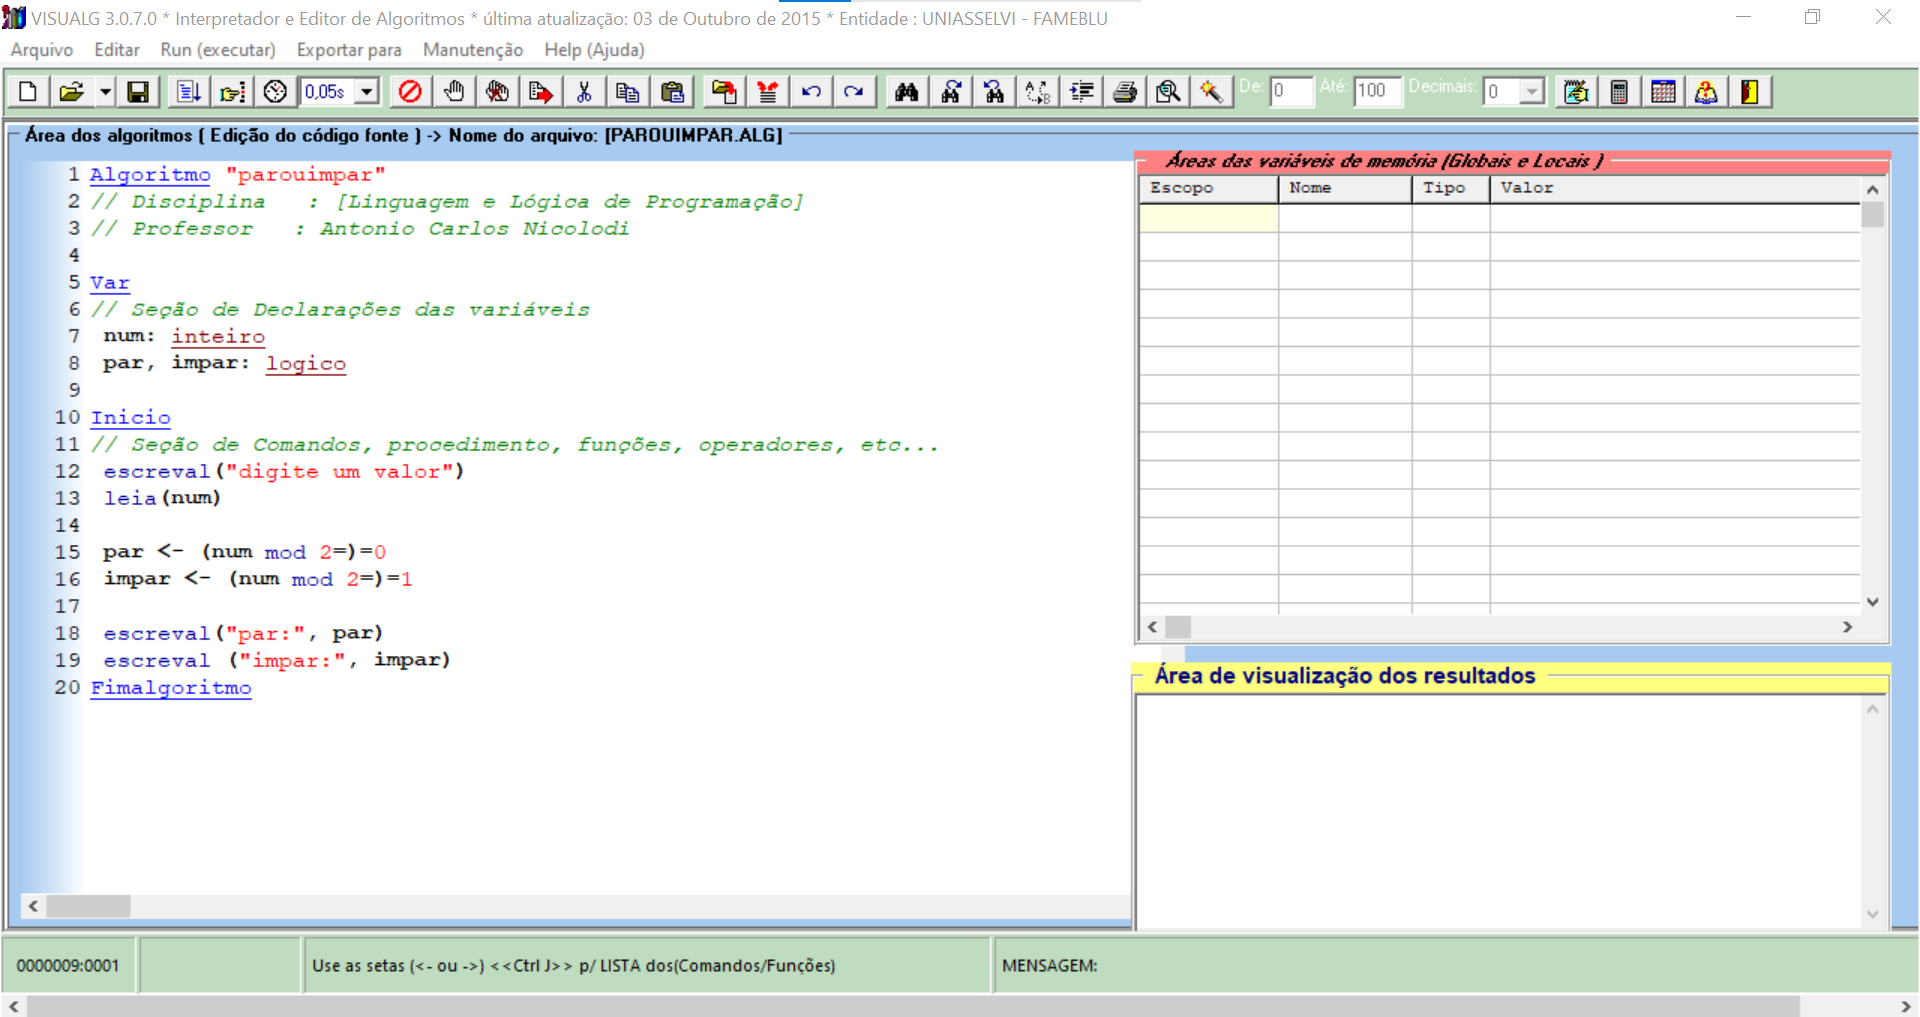 VISUALG 3.0.7.0 * Interpretador e Editor de Algoritmos * última atualização: 03 de Outubro de 2015 * Entidade : UNIASSELVI - FAMEBLU
Arquivo Editar Run (executar) Exportar para Manutenção Help (Ajuda)
0,05s De: 0 Até: 100 Decimais: 0
Área dos algoritmos ( Edição do código fonte ) -> Nome do arquivo: [PAROUIMPAR.ALG]
1 Algoritmo "parouimpar"
2 // Disciplina   : [Linguagem e Lógica de Programação]
3 // Professor   : Antonio Carlos Nicolodi
4
5 Var
6 // Seção de Declarações das variáveis
7 num: inteiro
8 par, impar: logico
9
10 Inicio
11 // Seção de Comandos, procedimento, funções, operadores, etc...
12 escreval("digite um valor")
13 leia(num)
14
15 par <- (num mod 2=)=0
16 impar <- (num mod 2=)=1
17
18 escreval("par:", par)
19 escreval ("impar:", impar)
20 Fimalgoritmo
Áreas das variáveis de memória (Globais e Locais )
Escopo Nome Tipo Valor
Área de visualização dos resultados
0000009:0001 Use as setas (<- ou ->) <<Ctrl J>> p/ LISTA dos(Comandos/Funções) MENSAGEM: